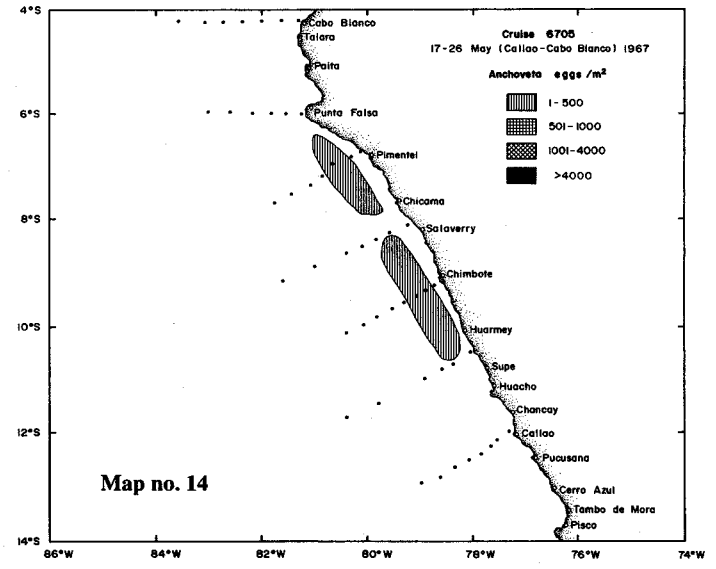 4°S
Cabo Blanco
Talara
Cruise 6705
17-26 May (Callao-Cabo Blanco) 1967
Paita
Anchoveta eggs /m²
1-500
6°S
Punta Falsa
501-1000
1001-4000
Pimentel
>4000
Chicama
8°S
Salaverry
Chimbote
10°S
Huarmey
Supe
Huacho
Chancay
12°S
Callao
Pucusana
Map no. 14
Cerro Azul
Tambo de Mora
Pisco
14°S
86°W
84°W
82°W
80°W
78°W
76°W
74°W